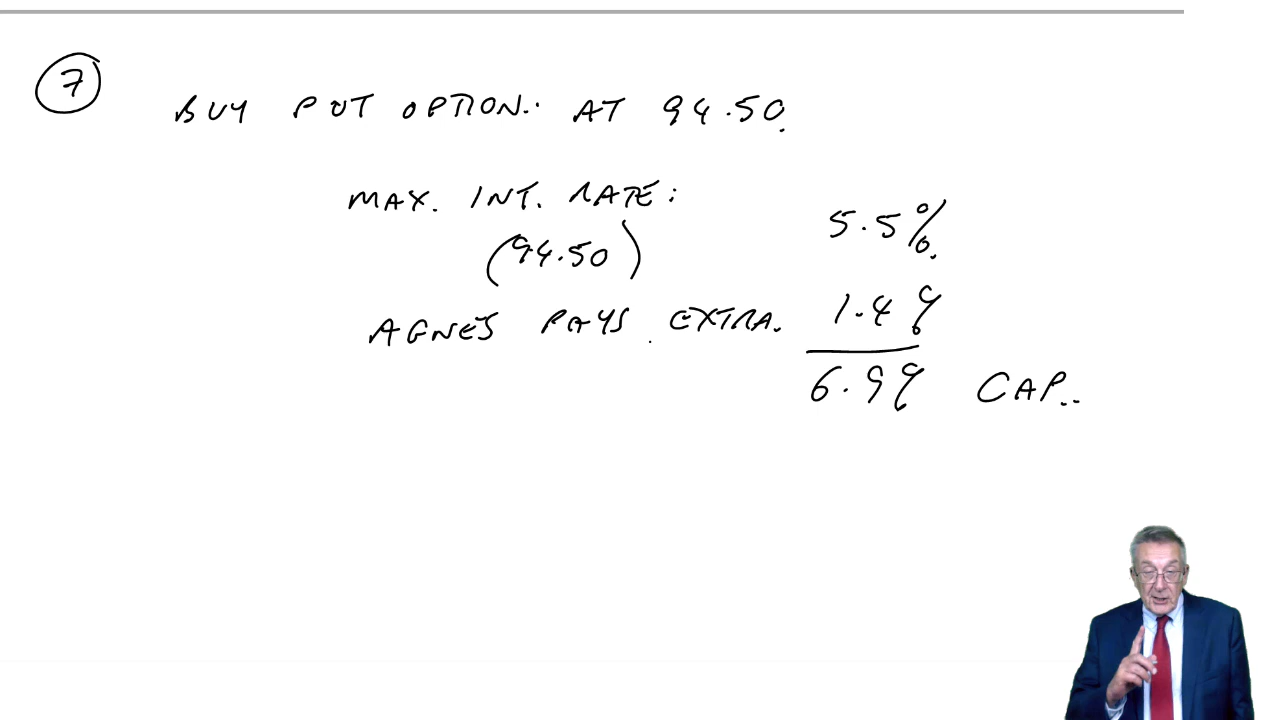 7
BUY PUT OPTION.. AT 94.50.
MAX. INT. RATE:
5.5%.
(94.50)
AGNES PAYS. EXTRA. 1.49
6.99 CAP..